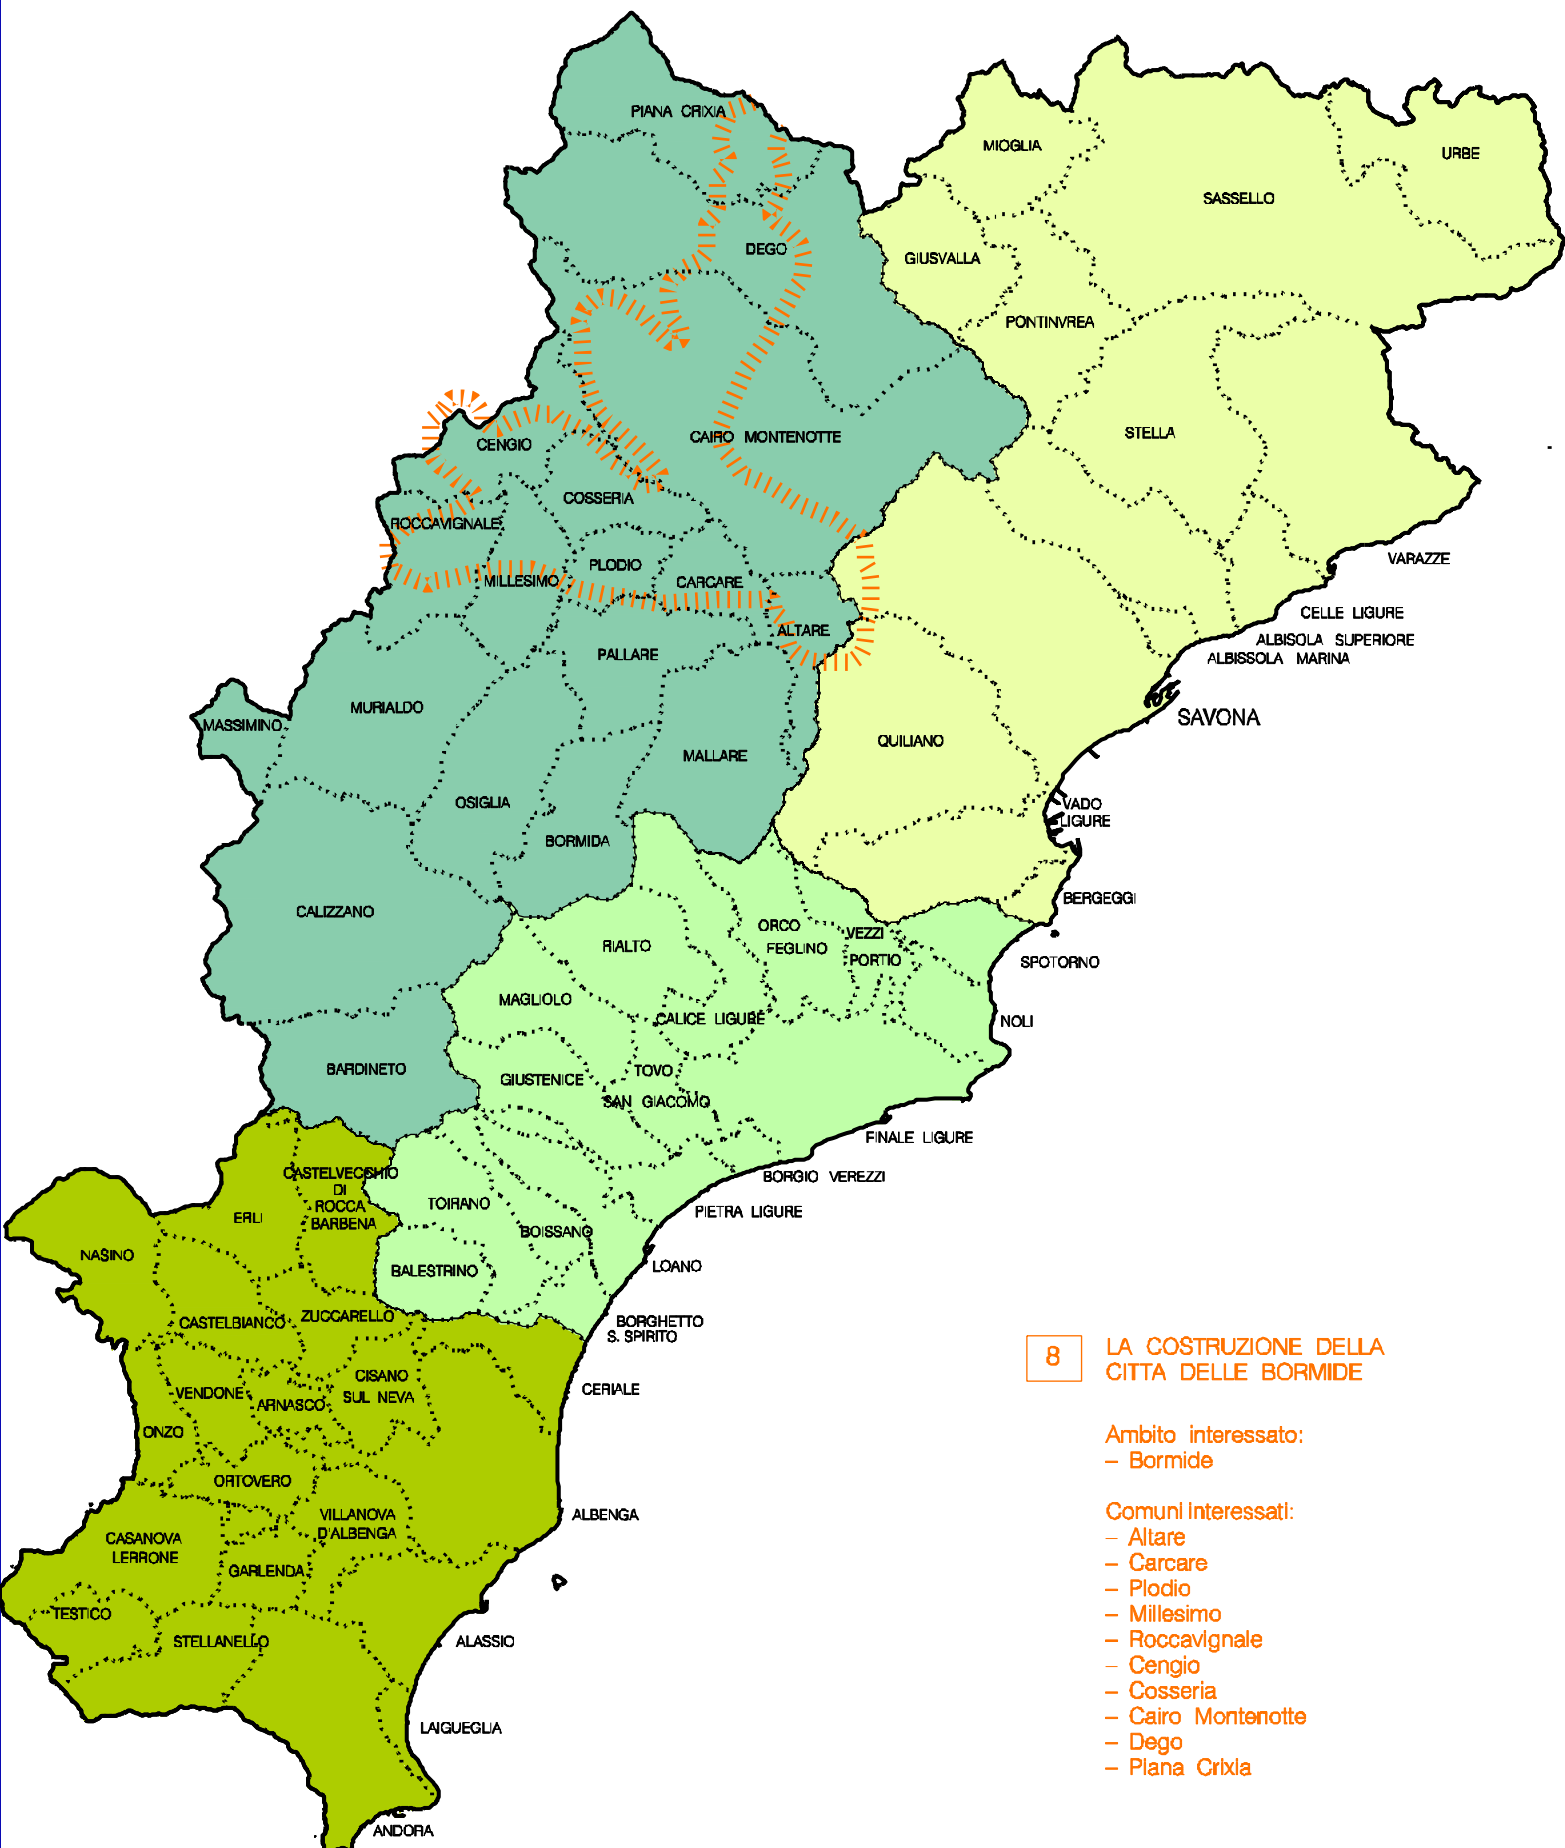 PIANA CRIXIA
MIOGLIA
URBE
SASSELLO
DEGO
GIUSVALLA
PONTINVREA
STELLA
CAIRO MONTENOTTE
CENGIO
COSSERIA
ROCCAVIGNALE
VARAZZE
PLODIO
MILLESIMO
CARCARE
CELLE LIGURE
ALTARE
ALBISOLA SUPERIORE
PALLARE
ALBISSOLA MARINA
MURIALDO
SAVONA
MASSIMINO
QUILIANO
MALLARE
OSIGLIA
VADO
LIGURE
BORMIDA
BERGEGGI
CALIZZANO
ORCO
FEGLINO
VEZZI
PORTIO
RIALTO
SPOTORNO
MAGLIOLO
CALICE LIGURE
NOLI
BARDINETO
TOVO
SAN GIACOMO
GIUSTENICE
FINALE LIGURE
CASTELVECCHIO
DI
ROCCA
BARBENA
BORGIO VEREZZI
TOIRANO
PIETRA LIGURE
ERLI
BOISSANO
NASINO
BALESTRINO
LOANO
CASTELBIANCO
ZUCCARELLO
BORGHETTO
S. SPIRITO
CISANO
SUL NEVA
CERIALE
VENDONE
ARNASCO
ONZO
ORTOVERO
VILLANOVA
D'ALBENGA
ALBENGA
CASANOVA
LERRONE
GARLENDA
TESTICO
STELLANELLO
ALASSIO
LAIGUEGLIA
ANDORA
8
LA COSTRUZIONE DELLA
CITTA DELLE BORMIDE
Ambito interessato:
– Bormide
Comuni interessati:
– Altare
– Carcare
– Plodio
– Millesimo
– Roccavignale
– Cengio
– Cosseria
– Cairo Montenotte
– Dego
– Piana Crixia